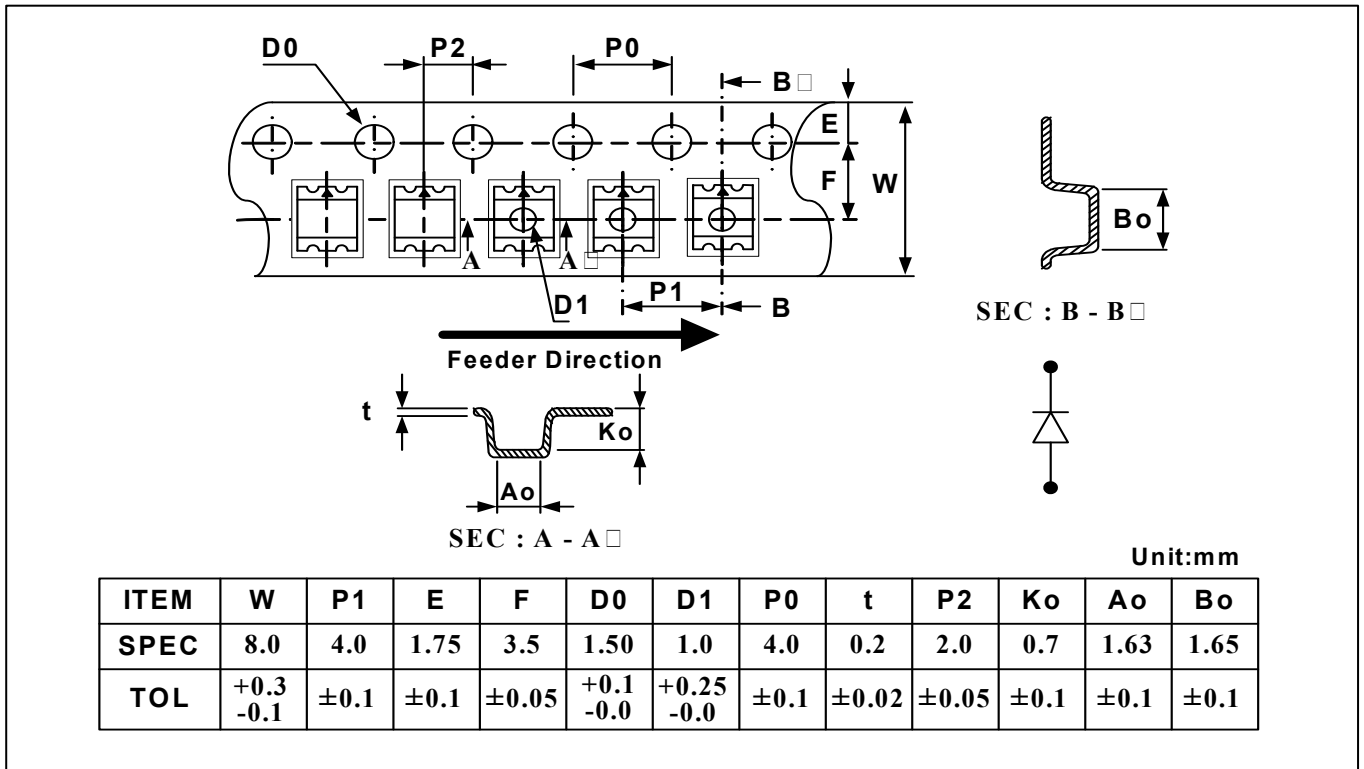 D0
P2
P0
B□
E
F
W
A
A□
D1
P1
B
Bo
SEC : B - B□
Feeder Direction
t
Ko
Ao
SEC : A - A□
Unit:mm
ITEM W P1 E F D0 D1 P0 t P2 Ko Ao Bo
SPEC 8.0 4.0 1.75 3.5 1.50 1.0 4.0 0.2 2.0 0.7 1.63 1.65
TOL +0.3 -0.1 ±0.1 ±0.1 ±0.05 +0.1 -0.0 +0.25 -0.0 ±0.1 ±0.02 ±0.05 ±0.1 ±0.1 ±0.1